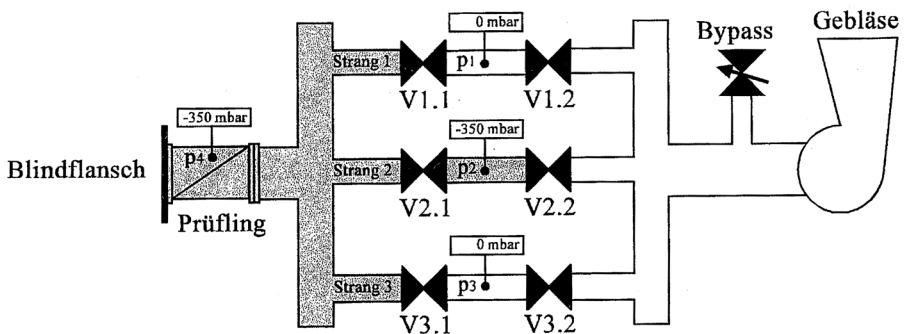 0 mbar
Bypass
Gebläse
Strang 1
p1
V1.1
V1.2
-350 mbar
p4
-350 mbar
Blindflansch
Strang 2
p2
Prüfling
V2.1
V2.2
0 mbar
Strang 3
p3
V3.1
V3.2